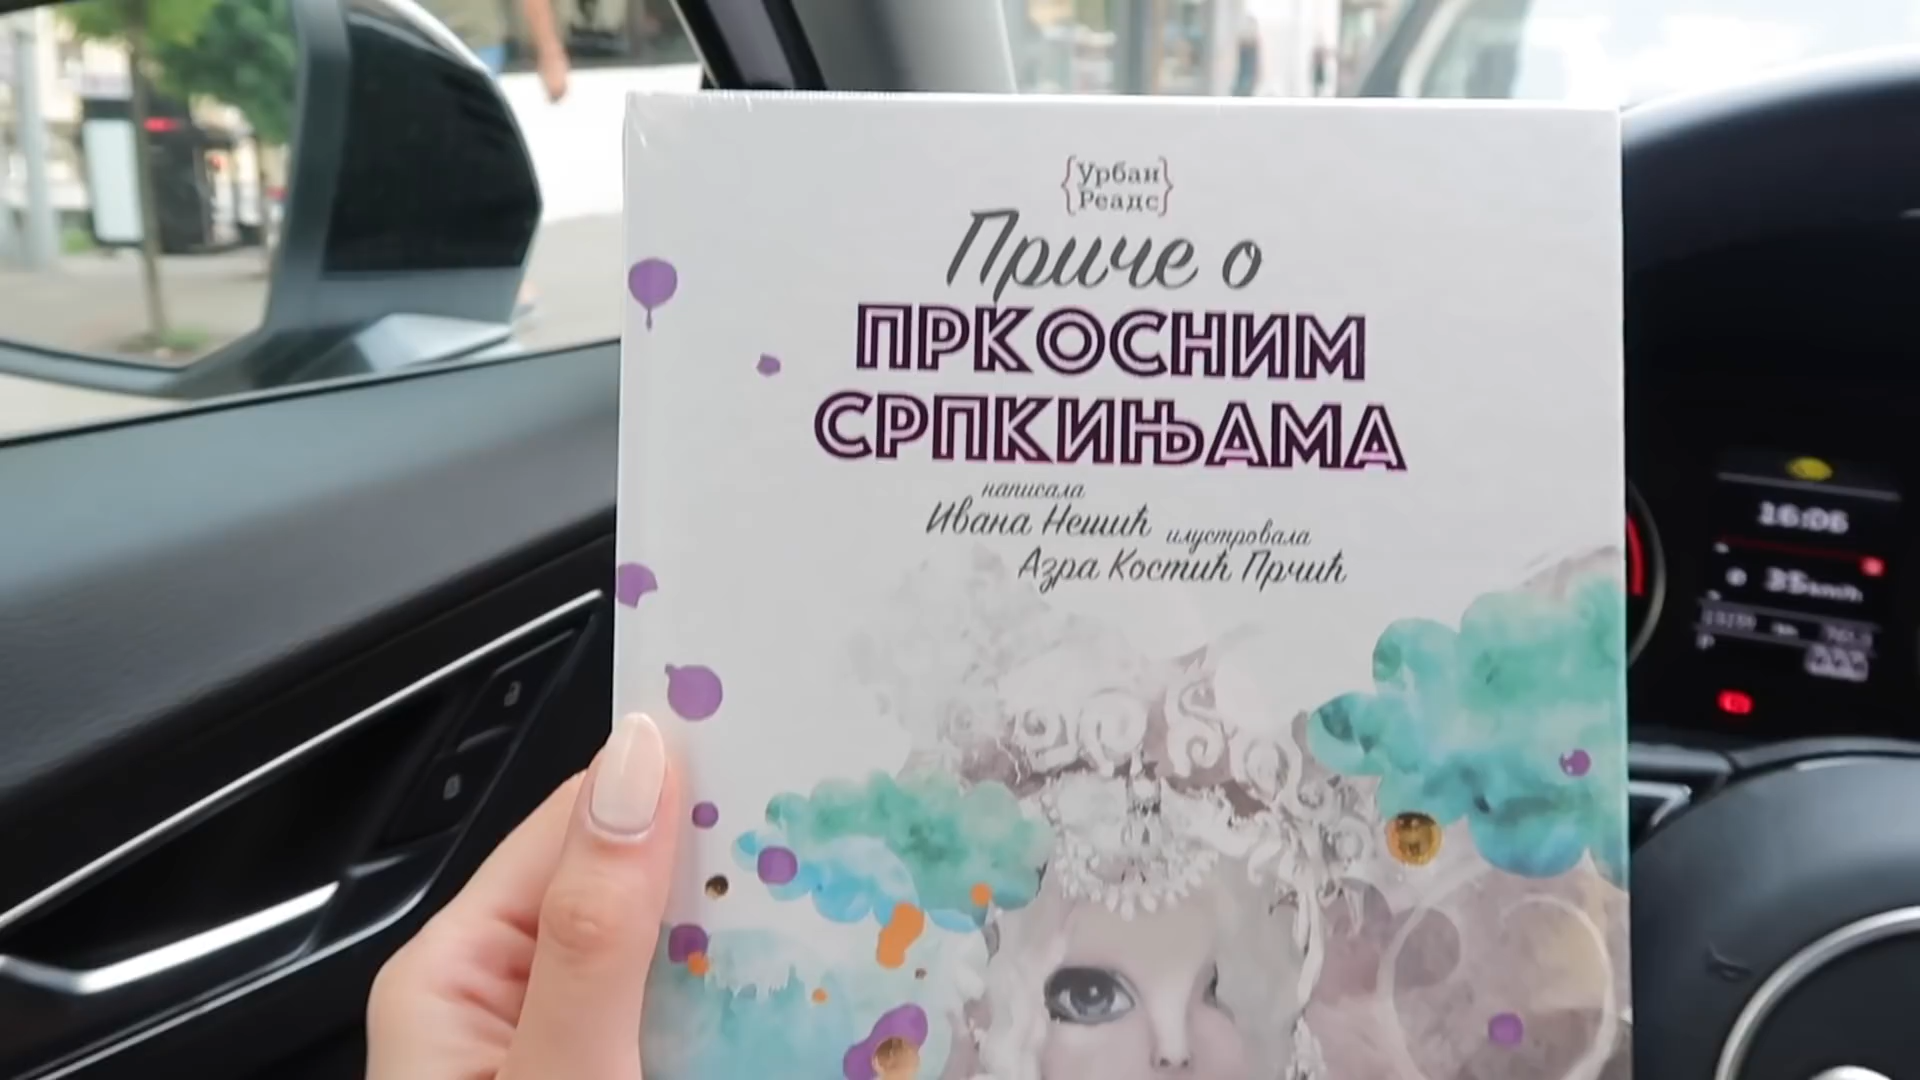 {Урбан
Реадс}
Приче о
ПРКОСНИМ
СРПКИЊАМА
написала
Ивана Нешић илустровала
Азра Костић Прчић
16:06